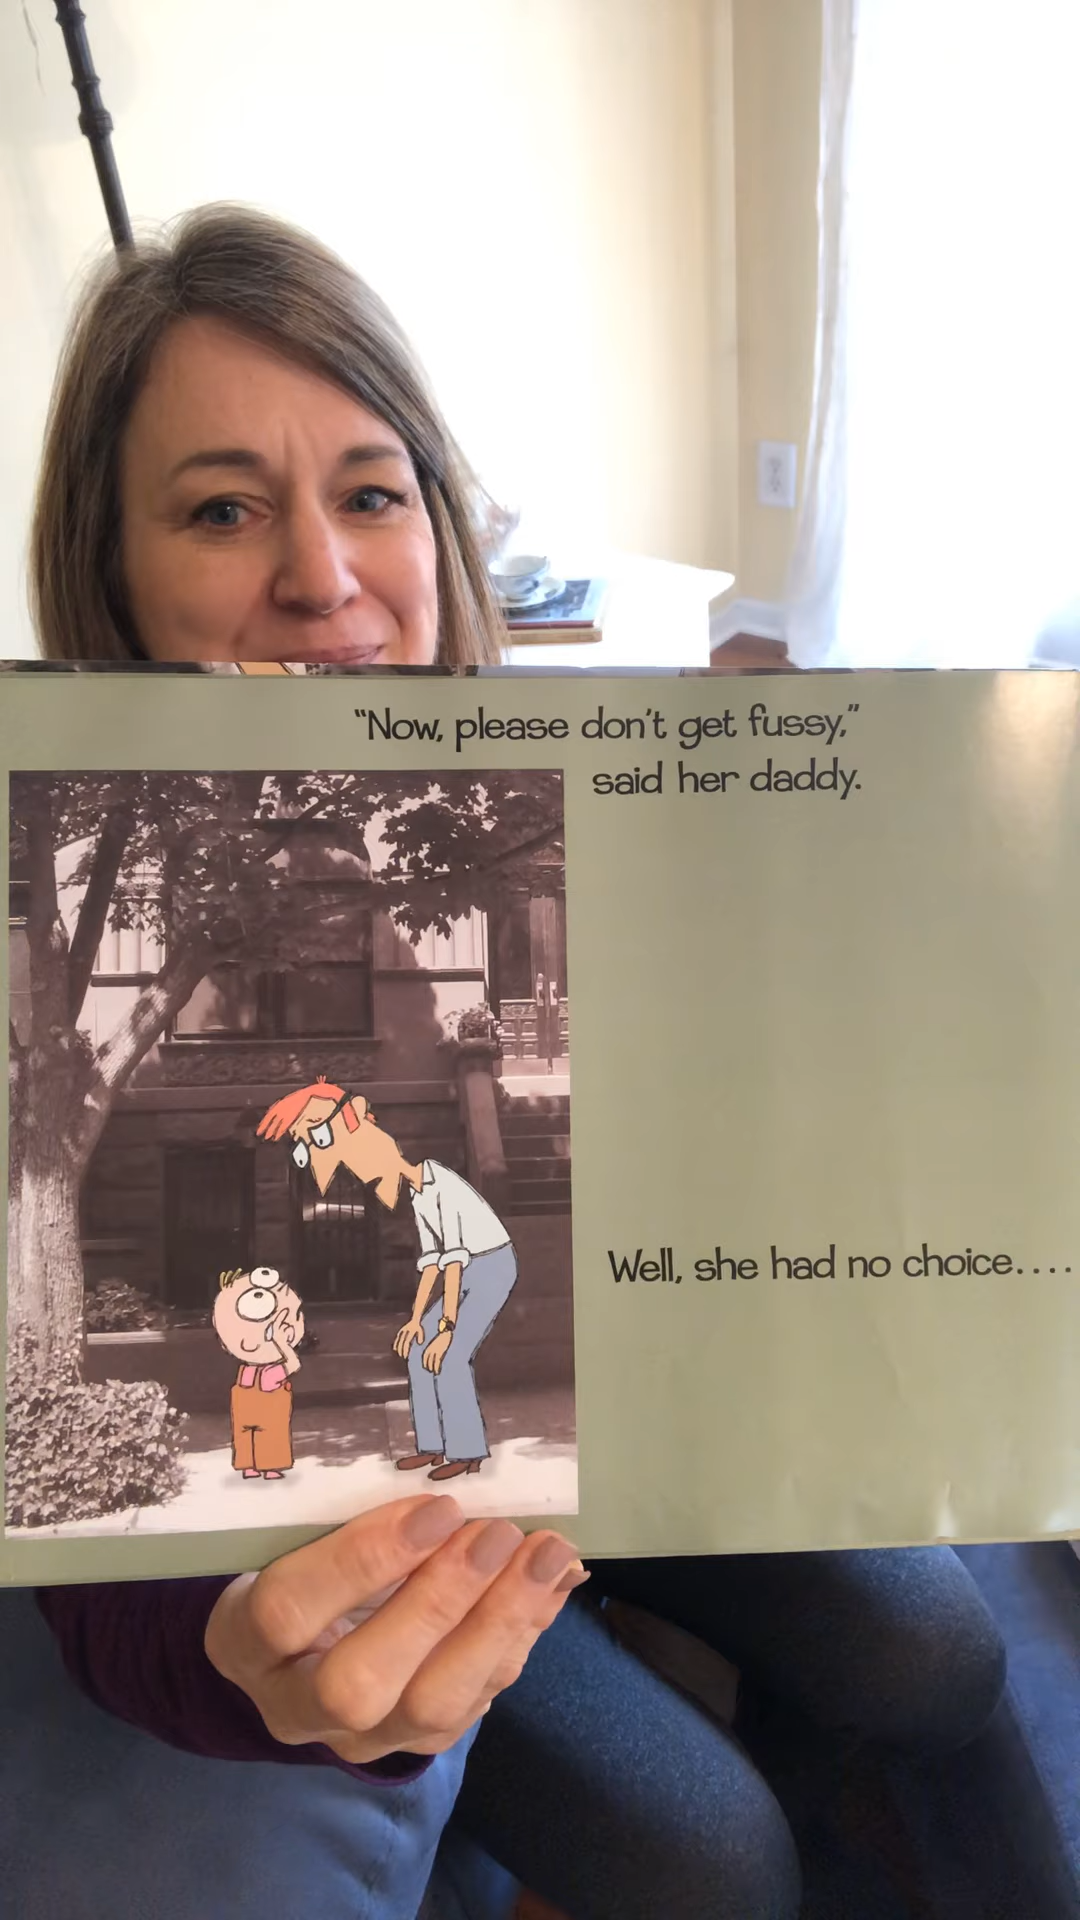 “Now, please don’t get fussy,”
said her daddy.
Well, she had no choice....